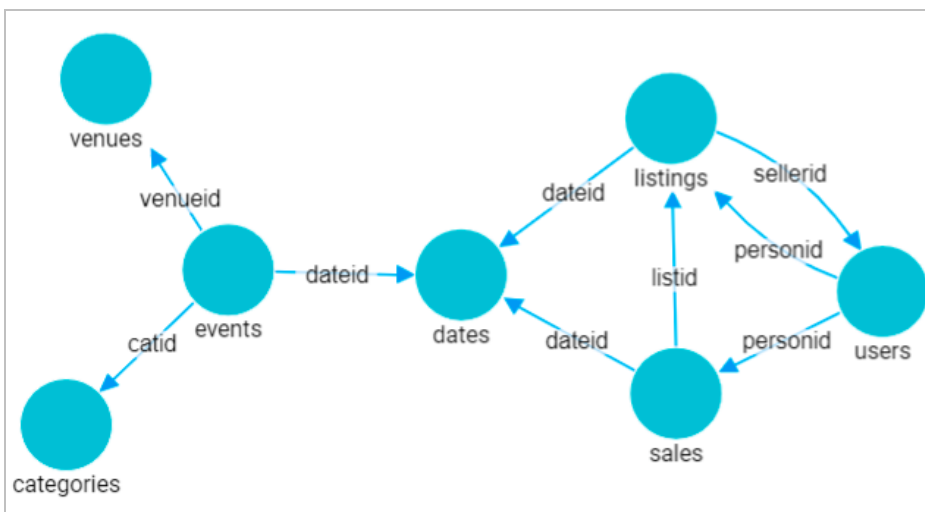 venues
listings
sellerid
dateid
venueid
personid
dateid
listid
events
dates
users
catid
dateid
personid
sales
categories